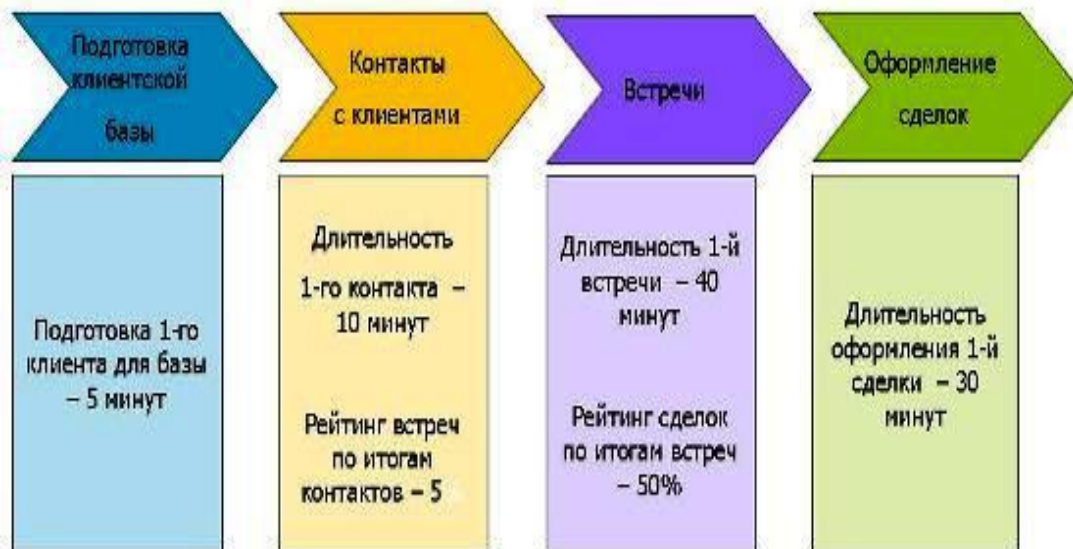 Подготовка
клиентской
базы
Контакты
с клиентами
Встречи
Оформление
сделок
Подготовка 1-го
клиента для базы
– 5 минут
Длительность
1-го контакта –
10 минут
Рейтинг встреч
по итогам
контактов – 5
Длительность 1-й
встречи – 40
минут
Рейтинг сделок
по итогам встреч
– 50%
Длительность
оформления 1-й
сделки – 30
минут